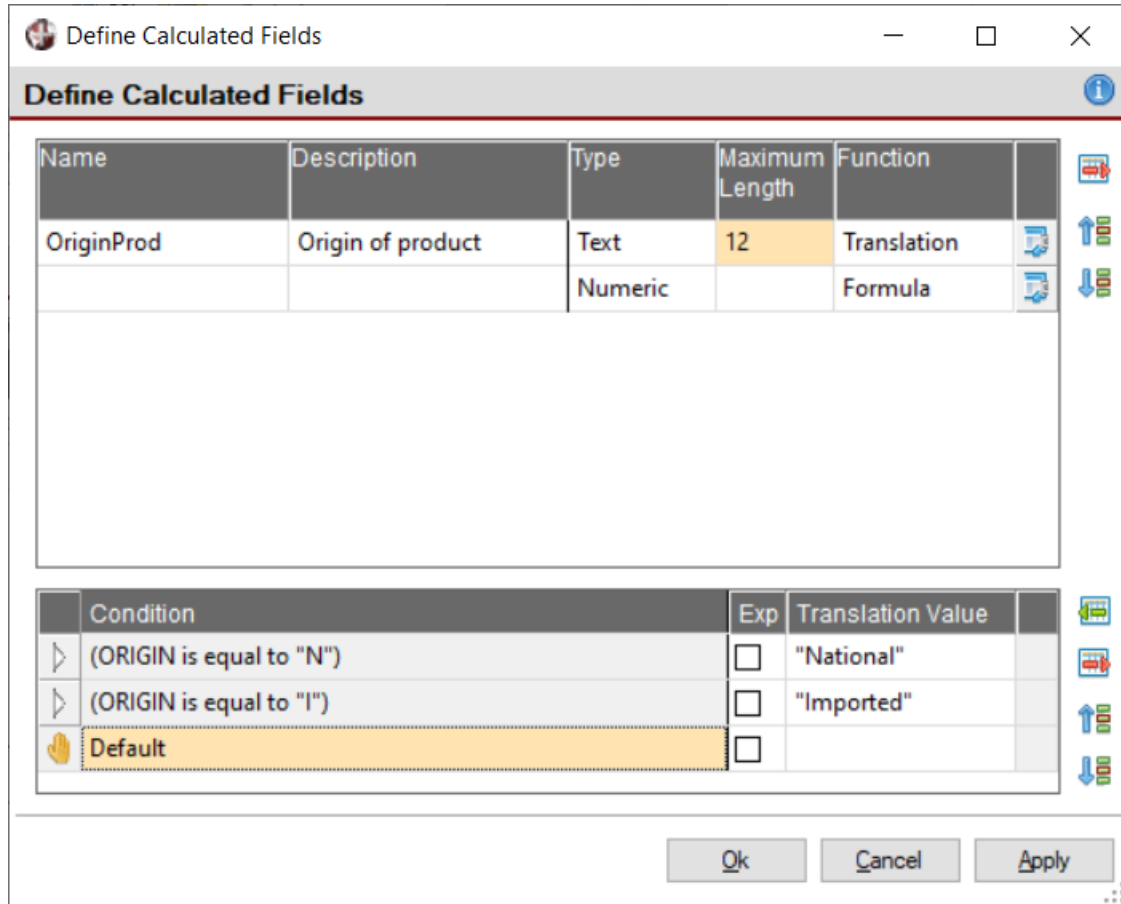 Define Calculated Fields
Define Calculated Fields
Name Description Type Maximum Length Function
OriginProd Origin of product Text 12 Translation
Numeric Formula
Condition Exp Translation Value
(ORIGIN is equal to "N") "National"
(ORIGIN is equal to "I") "Imported"
Default
Ok Cancel Apply